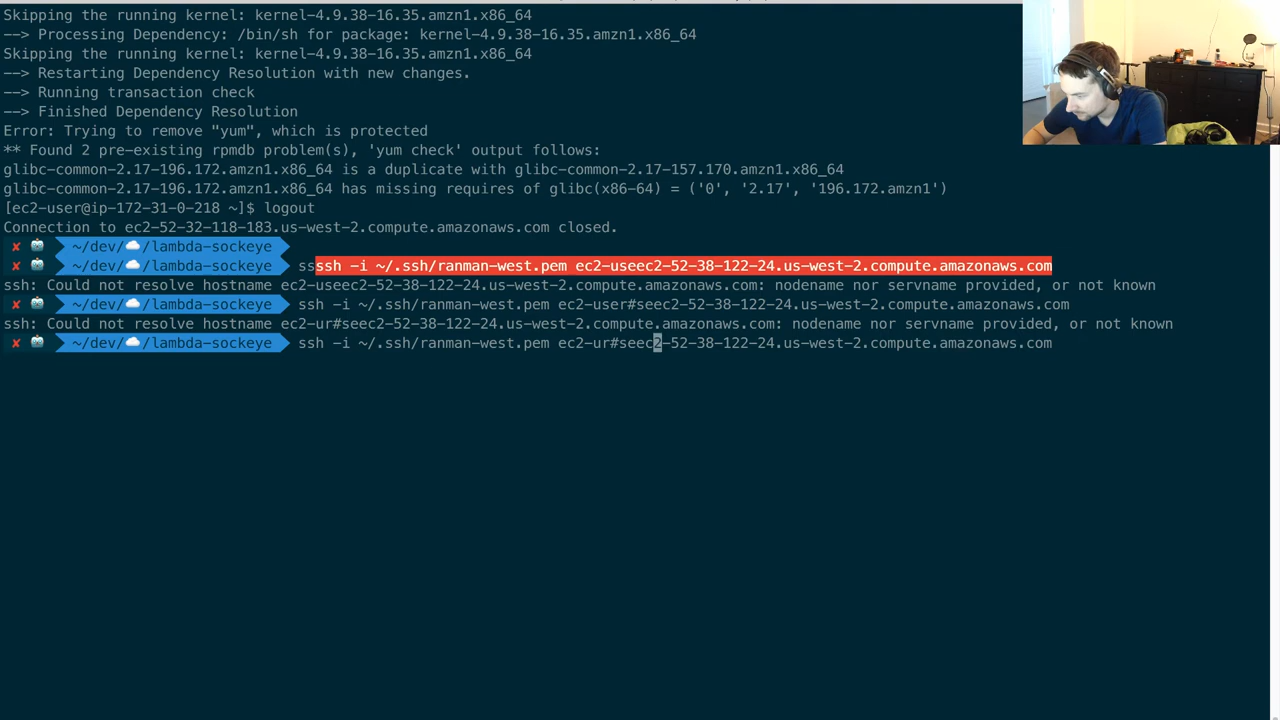 Skipping the running kernel: kernel-4.9.38-16.35.amzn1.x86_64
--> Processing Dependency: /bin/sh for package: kernel-4.9.38-16.35.amzn1.x86_64
Skipping the running kernel: kernel-4.9.38-16.35.amzn1.x86_64
--> Restarting Dependency Resolution with new changes.
--> Running transaction check
--> Finished Dependency Resolution
Error: Trying to remove "yum", which is protected
** Found 2 pre-existing rpmdb problem(s), 'yum check' output follows:
glibc-common-2.17-196.172.amzn1.x86_64 is a duplicate with glibc-common-2.17-157.170.amzn1.x86_64
glibc-common-2.17-196.172.amzn1.x86_64 has missing requires of glibc(x86-64) = ('0', '2.17', '196.172.amzn1')
[ec2-user@ip-172-31-0-218 ~]$ logout
Connection to ec2-52-32-118-183.us-west-2.compute.amazonaws.com closed.
✘ 🤖 ~/dev/☁️/lambda-sockeye
✘ 🤖 ~/dev/☁️/lambda-sockeye ssssh -i ~/.ssh/ranman-west.pem ec2-useec2-52-38-122-24.us-west-2.compute.amazonaws.com
ssh: Could not resolve hostname ec2-useec2-52-38-122-24.us-west-2.compute.amazonaws.com: nodename nor servname provided, or not known
✘ 🤖 ~/dev/☁️/lambda-sockeye ssh -i ~/.ssh/ranman-west.pem ec2-user#seec2-52-38-122-24.us-west-2.compute.amazonaws.com
ssh: Could not resolve hostname ec2-ur#seec2-52-38-122-24.us-west-2.compute.amazonaws.com: nodename nor servname provided, or not known
✘ 🤖 ~/dev/☁️/lambda-sockeye ssh -i ~/.ssh/ranman-west.pem ec2-ur#seec2-52-38-122-24.us-west-2.compute.amazonaws.com